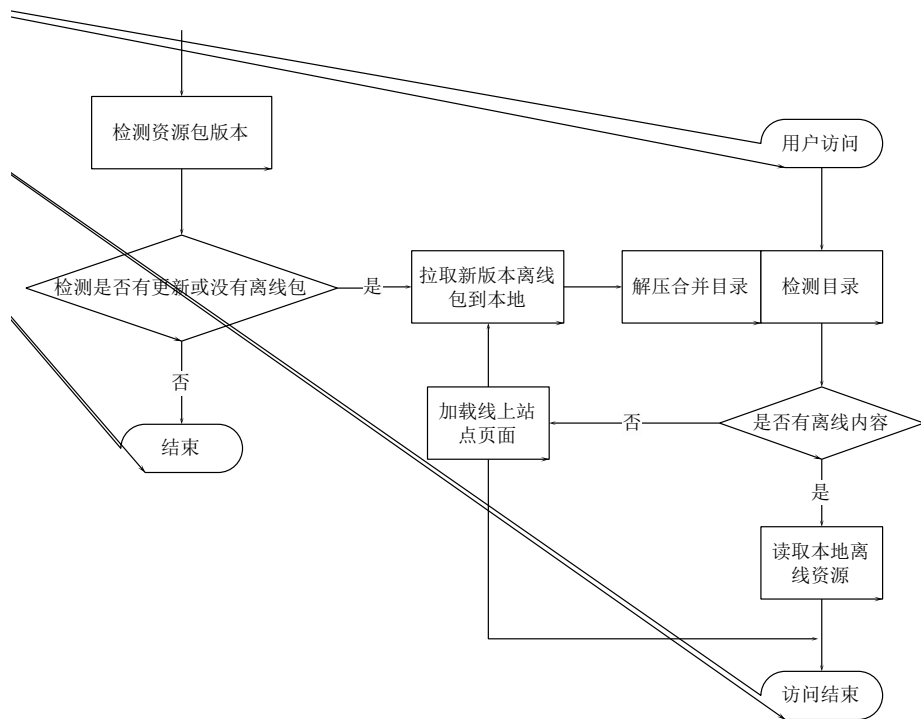 检测资源包版本
用户访问
检测是否有更新或没有离线包
是
拉取新版本离线
包到本地
解压合并目录
检测目录
否
加载线上站
点页面
否
是否有离线内容
结束
是
读取本地离
线资源
访问结束